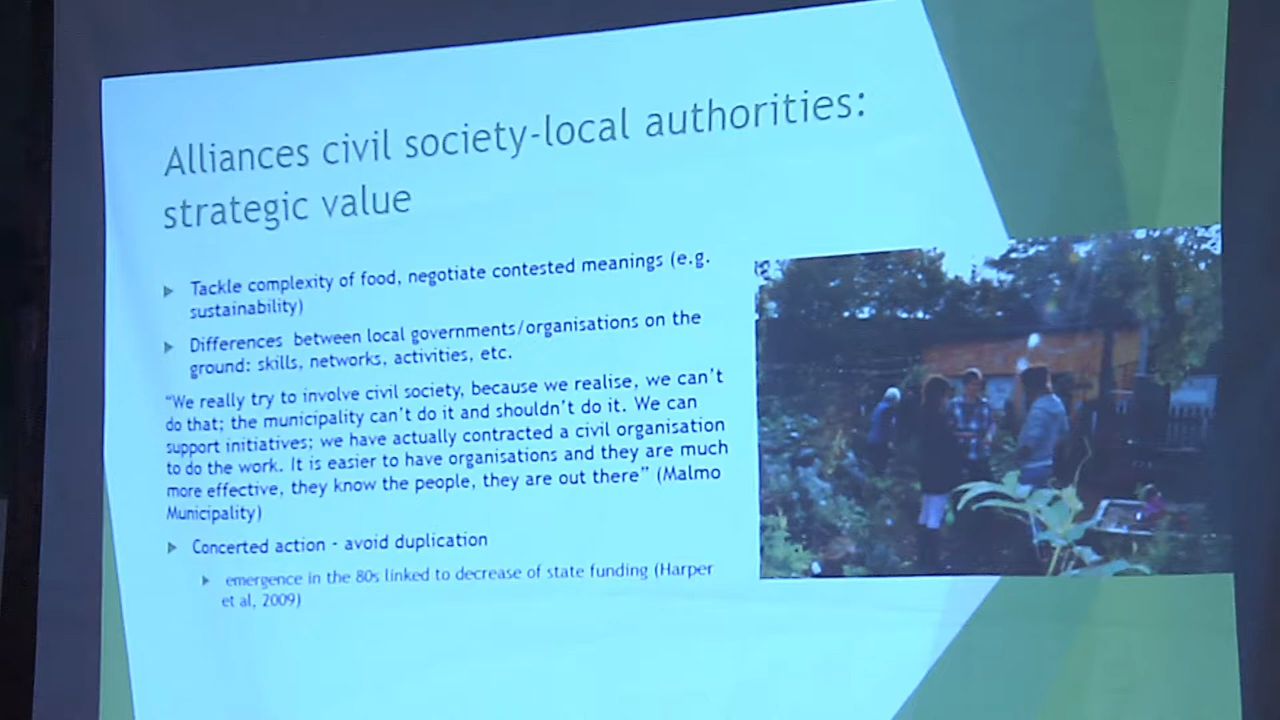 Alliances civil society-local authorities:
strategic value
Tackle complexity of food, negotiate contested meanings (e.g.
sustainability)
Differences between local governments/organisations on the
ground: skills, networks, activities, etc.
"We really try to involve civil society, because we realise, we can't
do that; the municipality can't do it and shouldn't do it. We can
support initiatives; we have actually contracted a civil organisation
to do the work. It is easier to have organisations and they are much
more effective, they know the people, they are out there" (Malmo
Municipality)
Concerted action - avoid duplication
emergence in the 80s linked to decrease of state funding (Harper
et al, 2009)